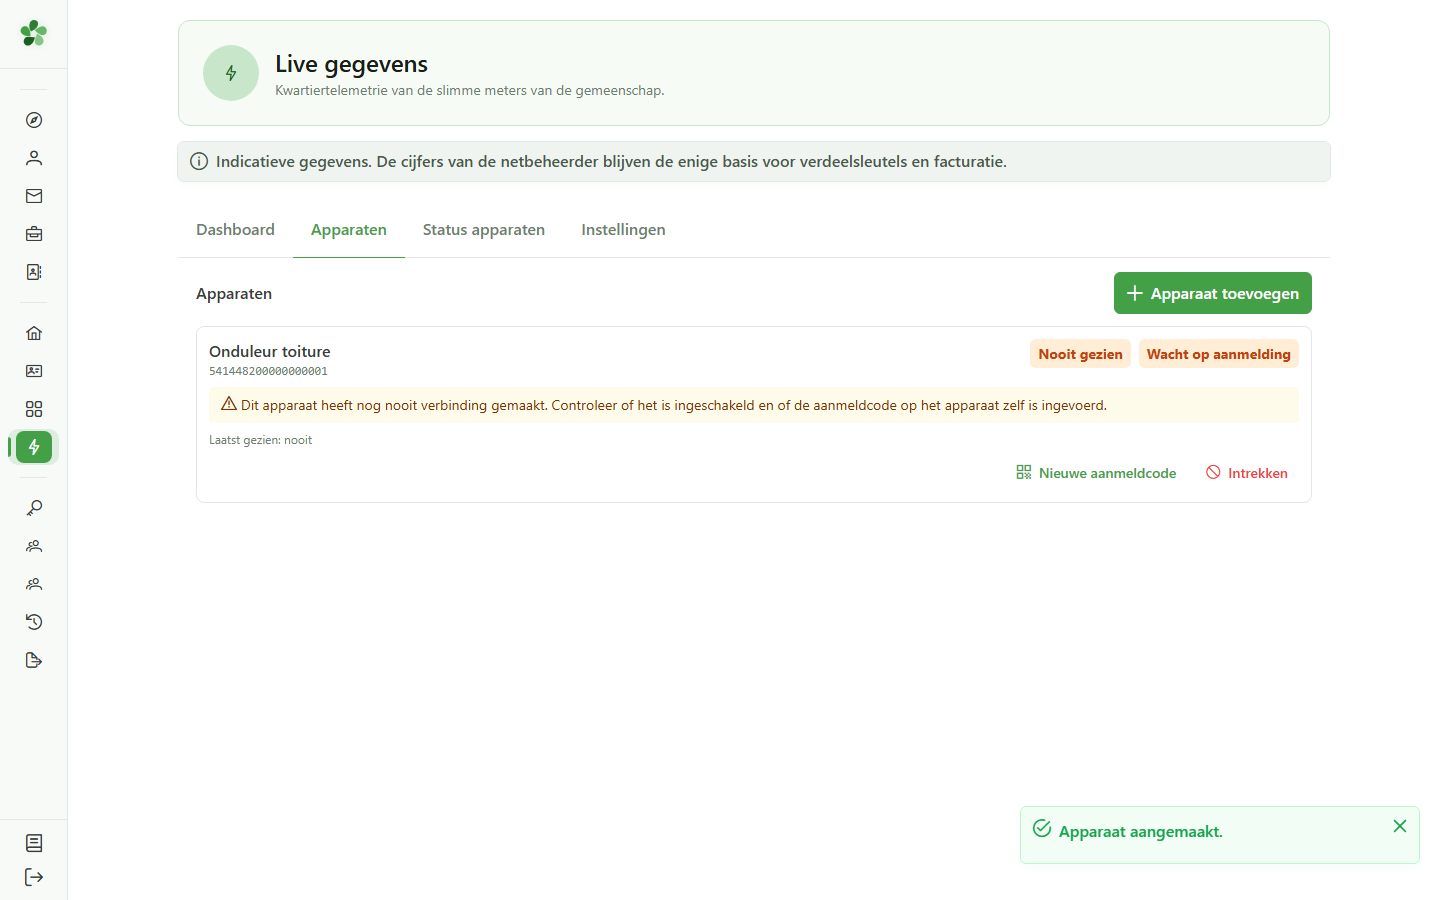 Live gegevens
Kwartiertelemetrie van de slimme meters van de gemeenschap.
Indicatieve gegevens. De cijfers van de netbeheerder blijven de enige basis voor verdeelsleutels en facturatie.
Dashboard
Apparaten
Status apparaten
Instellingen
Apparaten
Apparaat toevoegen
Onduleur toiture
Nooit gezien
Wacht op aanmelding
541448200000000001
Dit apparaat heeft nog nooit verbinding gemaakt. Controleer of het is ingeschakeld en of de aanmeldcode op het apparaat zelf is ingevoerd.
Laatst gezien: nooit
Nieuwe aanmeldcode
Intrekken
Apparaat aangemaakt.